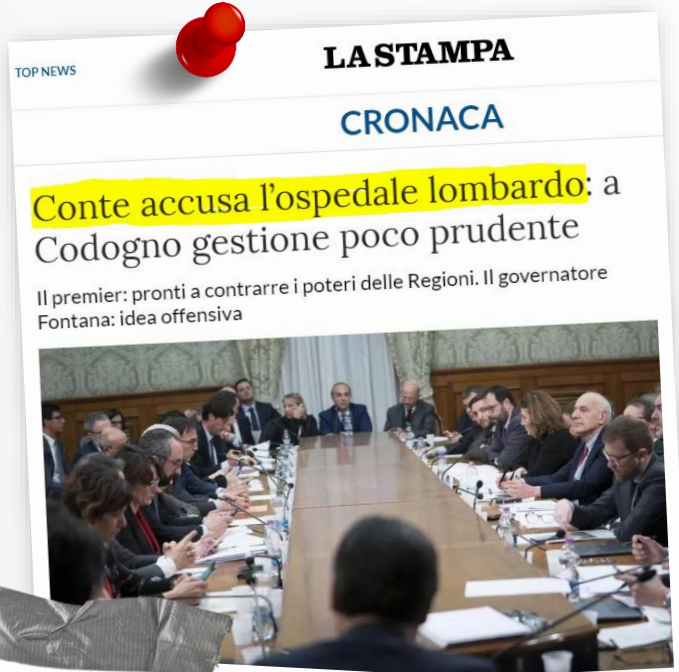 TOP NEWS
LA STAMPA
CRONACA
Conte accusa l'ospedale lombardo: a
Codogno gestione poco prudente
Il premier: pronti a contrarre i poteri delle Regioni. Il governatore
Fontana: idea offensiva